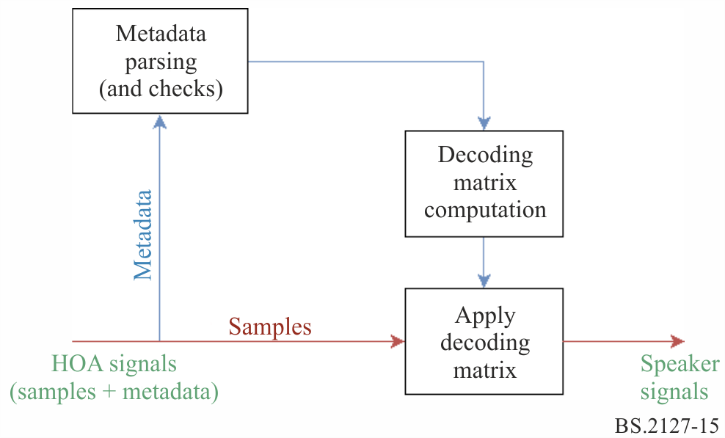 Metadata
parsing
(and checks)
Decoding
matrix
computation
Metadata
Samples
Apply
decoding
matrix
HOA signals
(samples + metadata)
Speaker
signals
BS.2127-15